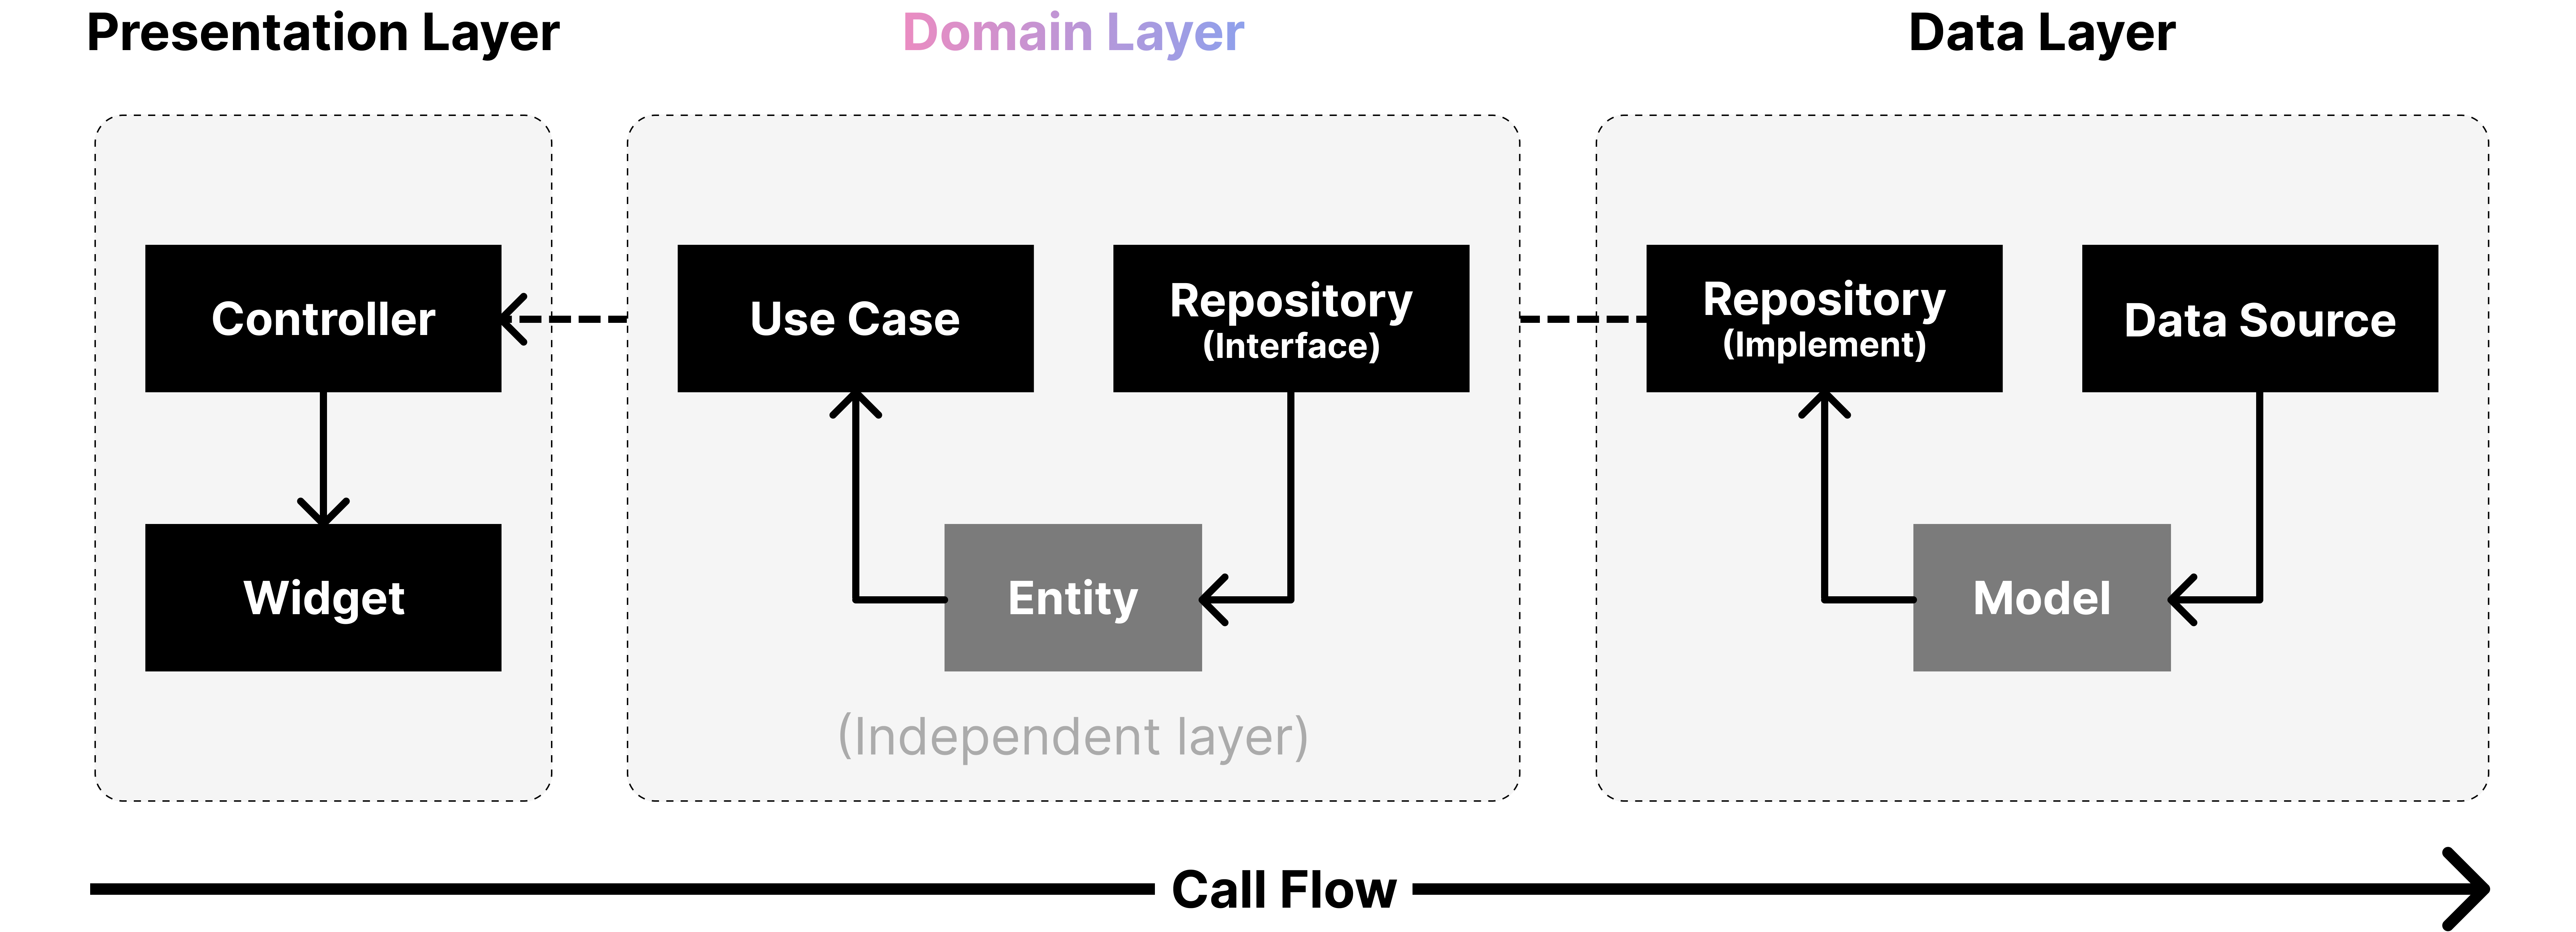 Presentation Layer
Domain Layer
Data Layer
Controller
Widget
Use Case
Repository
(Interface)
Entity
(Independent layer)
Repository
(Implement)
Data Source
Model
Call Flow